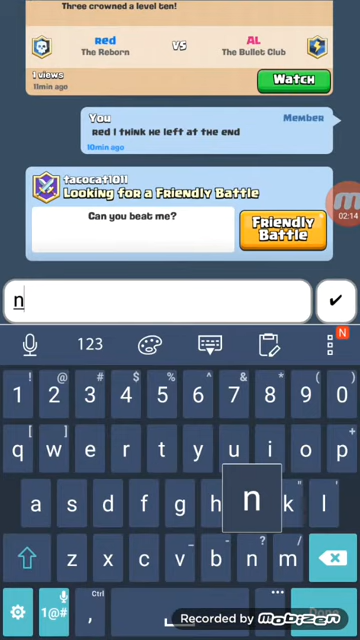 Three crowned a level ten!
Red VS AL
The Reborn The Bullet Club
1 views
11min ago
Watch
You Member
Red I think he left at the end
10min ago
tacocat1011
Looking for a Friendly Battle
Can you beat me?
Friendly
Battle
02:14
n
123
N
! @ # $ % ^ & * ( )
1 2 3 4 5 6 7 8 9 0
[ ] +
q w e r t y u i o p
n "
a s d f g h k l
_ - ?
z x c v b n m
Ctrl
1@# ,
Done
Recorded by Mobizen